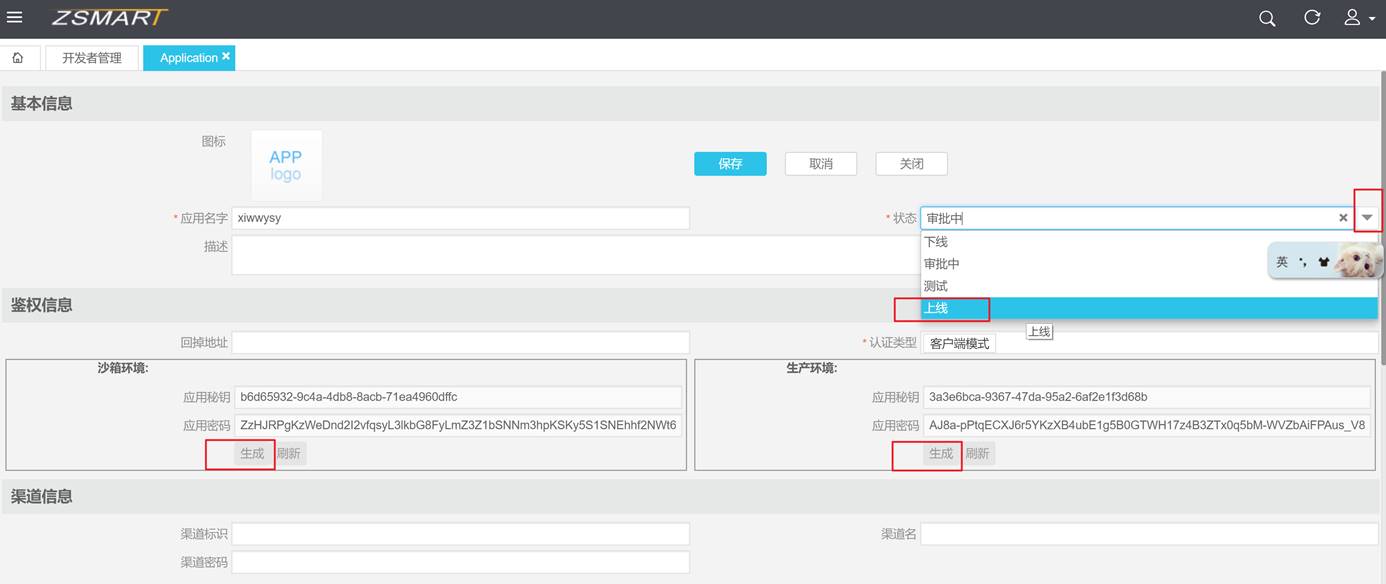 ZSMART
开发者管理 Application ×
基本信息
图标
APP
logo
保存 取消 关闭
* 应用名字 xiwwysy * 状态 审批中 ×
描述 下线
审批中
英
测试
鉴权信息 上线
上线
回掉地址 * 认证类型 客户端模式
沙箱环境: 生产环境:
应用秘钥 b6d65932-9c4a-4db8-8acb-71ea4960dffc 应用秘钥 3a3e6bca-9367-47da-95a2-6af2e1f3d68b
应用密码 ZzHJRPgKzWeDnd2I2vfqsyL3lkbG8FyLmZ3Z1bSNNm3hpKSKy5S1SNEhhf2NWt6 应用密码 AJ8a-pPtqECXJ6r5YKzXB4ubE1g5B0GTWH17z4B3ZTx0q5bM-WVZbAiFPAus_V8
生成 刷新 生成 刷新
渠道信息
渠道标识 渠道名
渠道密码